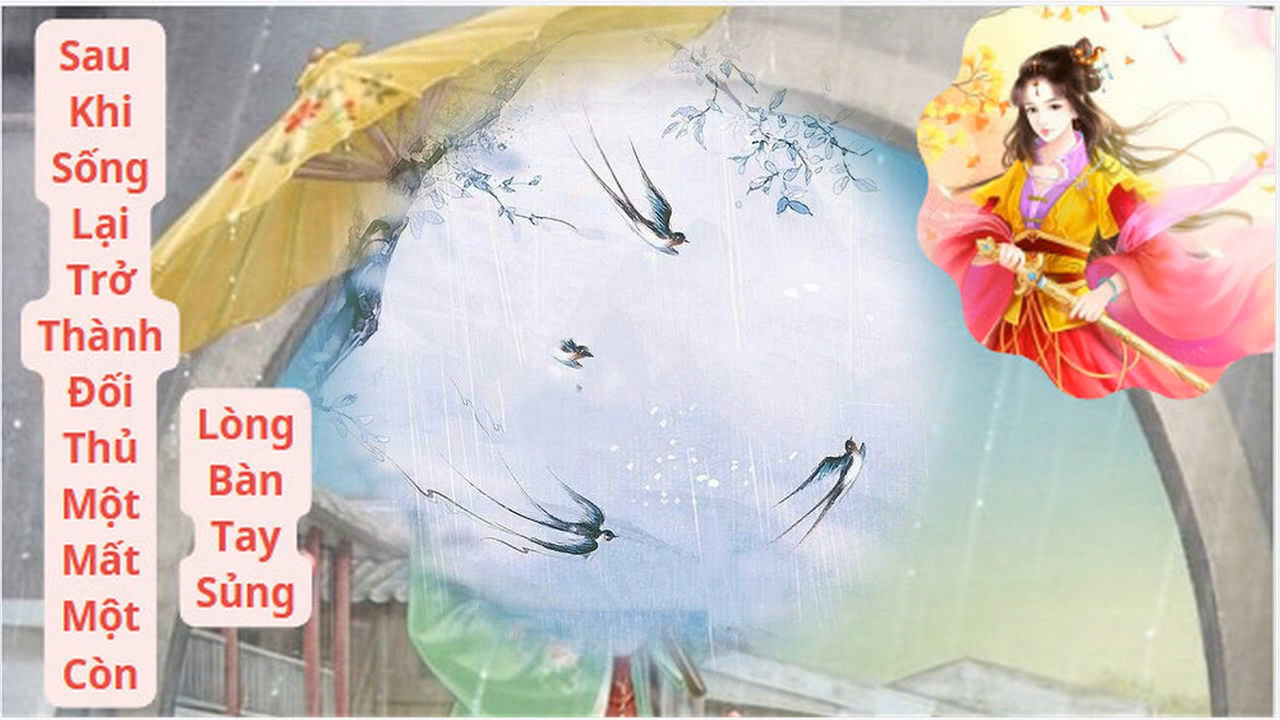 Sau
Khi
Sống
Lại
Trở
Thành
Đối
Thủ
Một
Mất
Một
Còn
Lòng
Bàn
Tay
Sủng